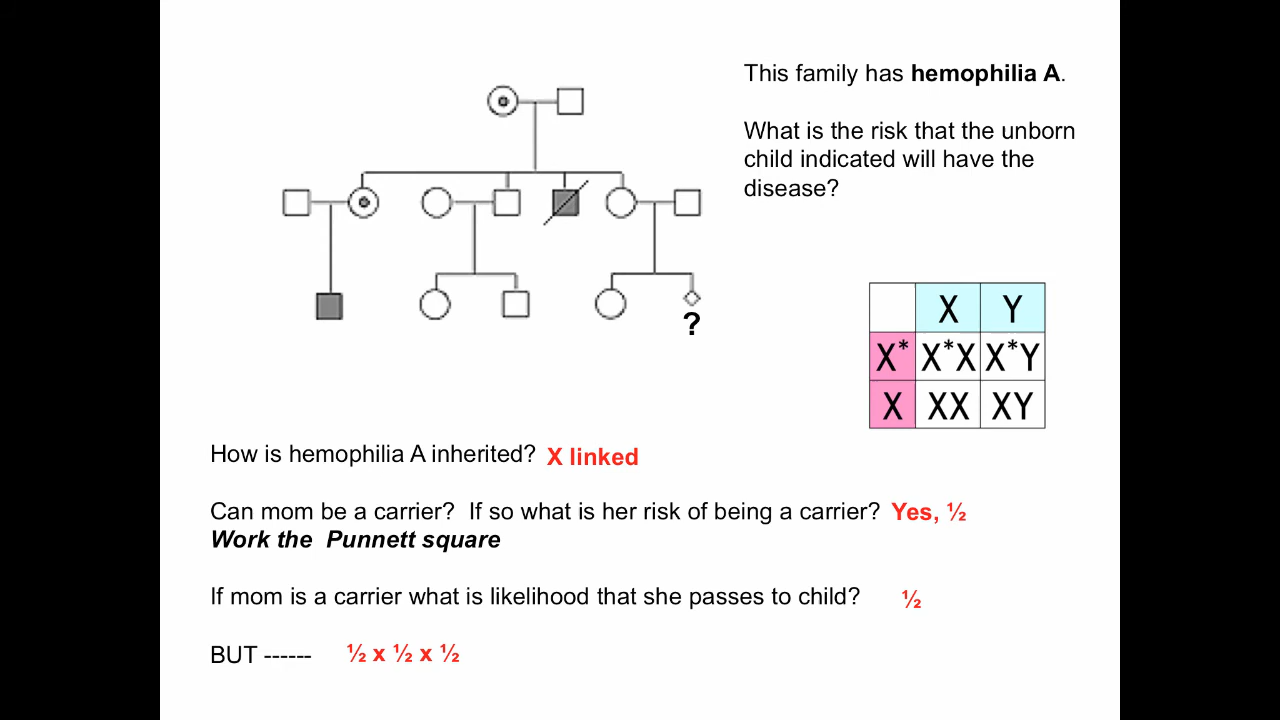 This family has hemophilia A.
What is the risk that the unborn
child indicated will have the
disease?
?
X Y
X* X*X X*Y
X XX XY
How is hemophilia A inherited? X linked
Can mom be a carrier?  If so what is her risk of being a carrier? Yes, ½
Work the  Punnett square
If mom is a carrier what is likelihood that she passes to child? ½
BUT ------ ½ x ½ x ½